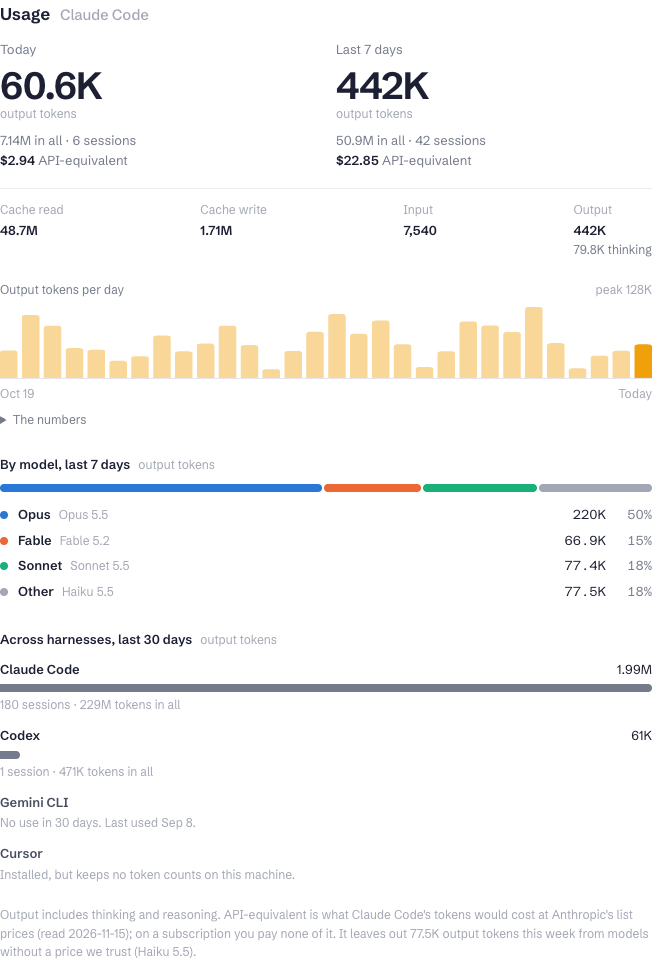 Usage Claude Code
Today Last 7 days
60.6K 442K
output tokens output tokens
7.14M in all · 6 sessions 50.9M in all · 42 sessions
$2.94 API-equivalent $22.85 API-equivalent
Cache read Cache write Input Output
48.7M 1.71M 7,540 442K
79.8K thinking
Output tokens per day peak 128K
Oct 19 Today
The numbers
By model, last 7 days output tokens
Opus Opus 5.5 220K 50%
Fable Fable 5.2 66.9K 15%
Sonnet Sonnet 5.5 77.4K 18%
Other Haiku 5.5 77.5K 18%
Across harnesses, last 30 days output tokens
Claude Code 1.99M
180 sessions · 229M tokens in all
Codex 61K
1 session · 471K tokens in all
Gemini CLI
No use in 30 days. Last used Sep 8.
Cursor
Installed, but keeps no token counts on this machine.
Output includes thinking and reasoning. API-equivalent is what Claude Code's tokens would cost at Anthropic's list
prices (read 2026-11-15); on a subscription you pay none of it. It leaves out 77.5K output tokens this week from models
without a price we trust (Haiku 5.5).